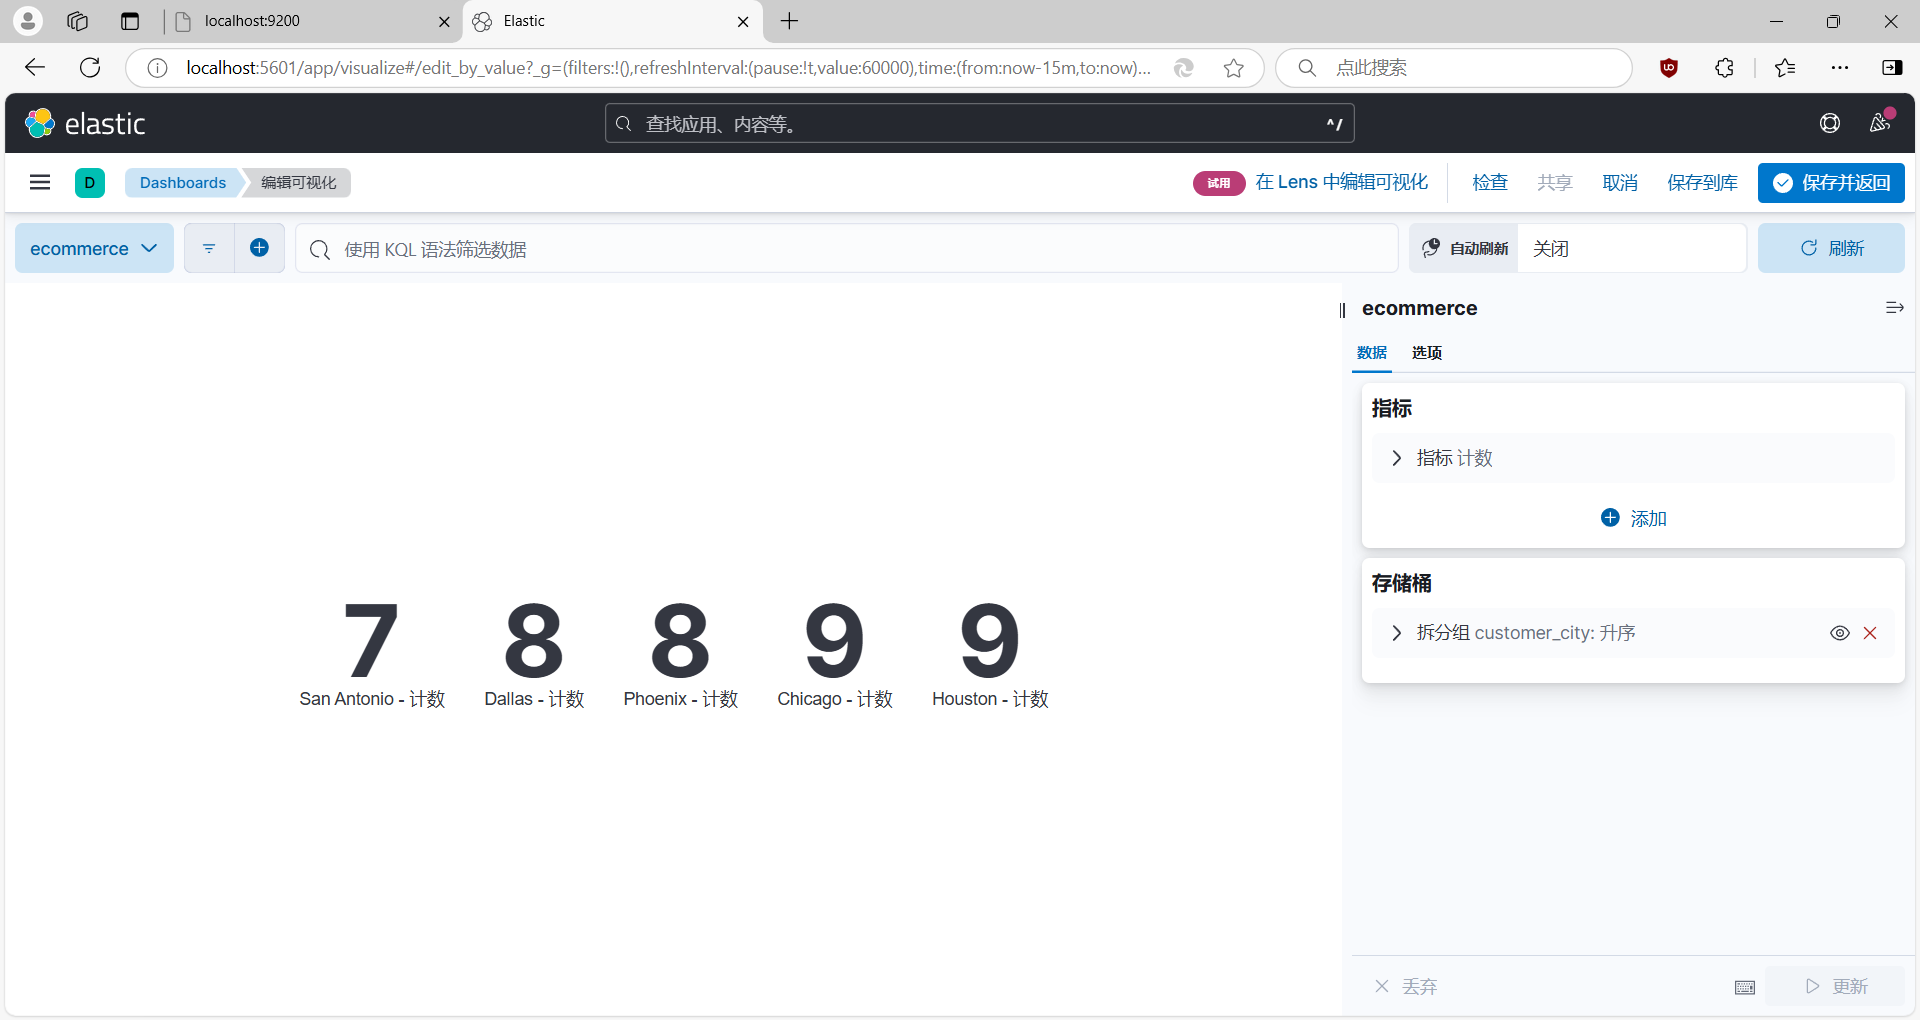 localhost:9200
Elastic
localhost:5601/app/visualize#/edit_by_value?_g=(filters:!(),refreshInterval:(pause:!t,value:60000),time:(from:now-15m,to:now)...
点此搜索
elastic
查找应用、内容等。
^/
D
Dashboards
编辑可视化
试用
在 Lens 中编辑可视化
检查
共享
取消
保存到库
保存并返回
ecommerce
使用 KQL 语法筛选数据
自动刷新
关闭
刷新
ecommerce
数据
选项
指标
指标 计数
添加
存储桶
拆分组 customer_city: 升序
7
8
8
9
9
San Antonio - 计数
Dallas - 计数
Phoenix - 计数
Chicago - 计数
Houston - 计数
丢弃
更新